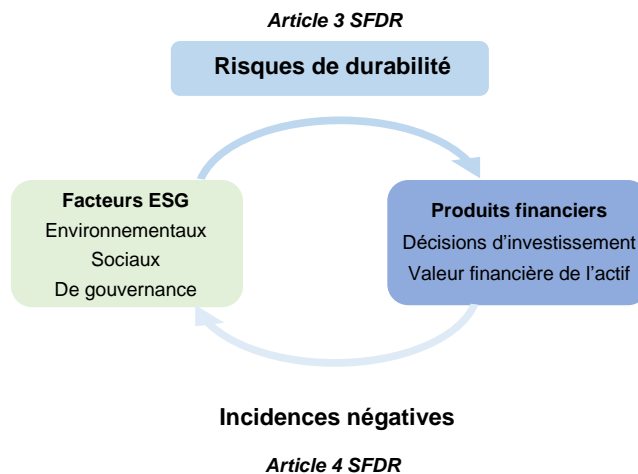 Article 3 SFDR
Risques de durabilité
Facteurs ESG
Environnementaux
Sociaux
De gouvernance
Produits financiers
Décisions d’investissement
Valeur financière de l’actif
Incidences négatives
Article 4 SFDR